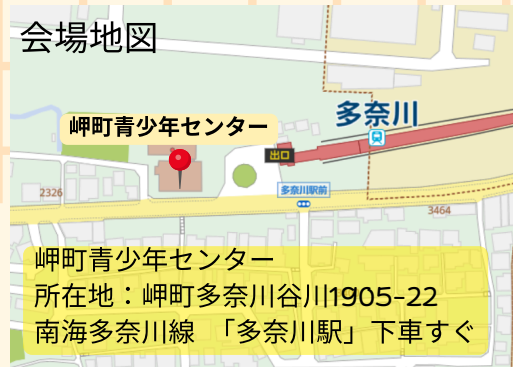 会場地図
多奈川
岬町青少年センター
出口
2326
多奈川駅前
3464
岬町青少年センター
所在地：岬町多奈川谷川1905-22
南海多奈川線 「多奈川駅」下車すぐ